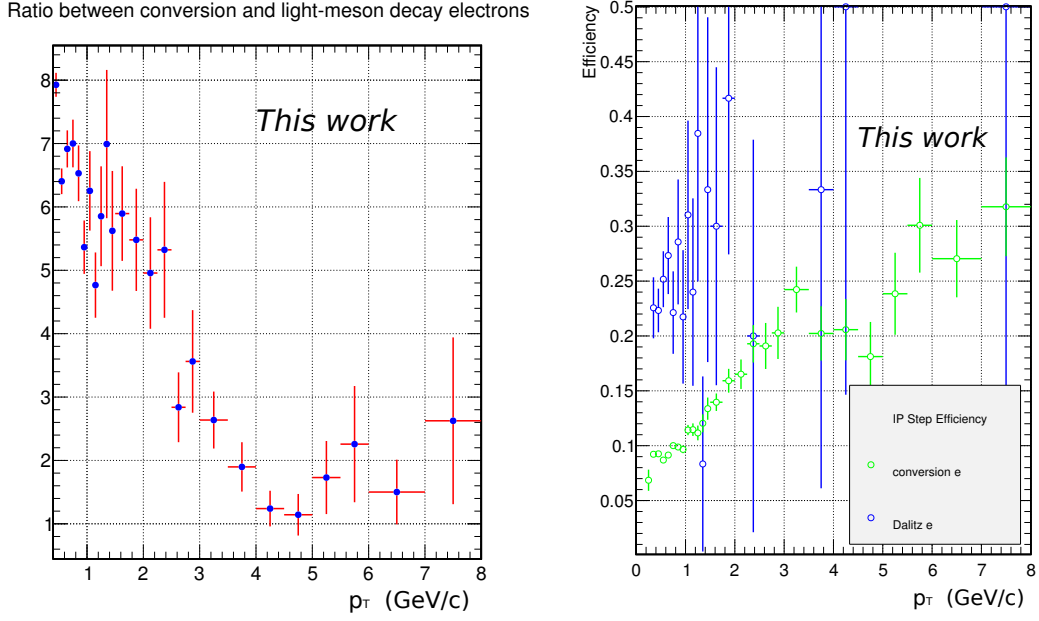 Ratio between conversion and light-meson decay electrons
This work
8
7
6
5
4
3
2
1
1 2 3 4 5 6 7 8
pT (GeV/c)
Efficiency
This work
0.5
0.45
0.4
0.35
0.3
0.25
0.2
0.15
0.1
0.05
IP Step Efficiency
conversion e
Dalitz e
0 1 2 3 4 5 6 7 8
pT (GeV/c)